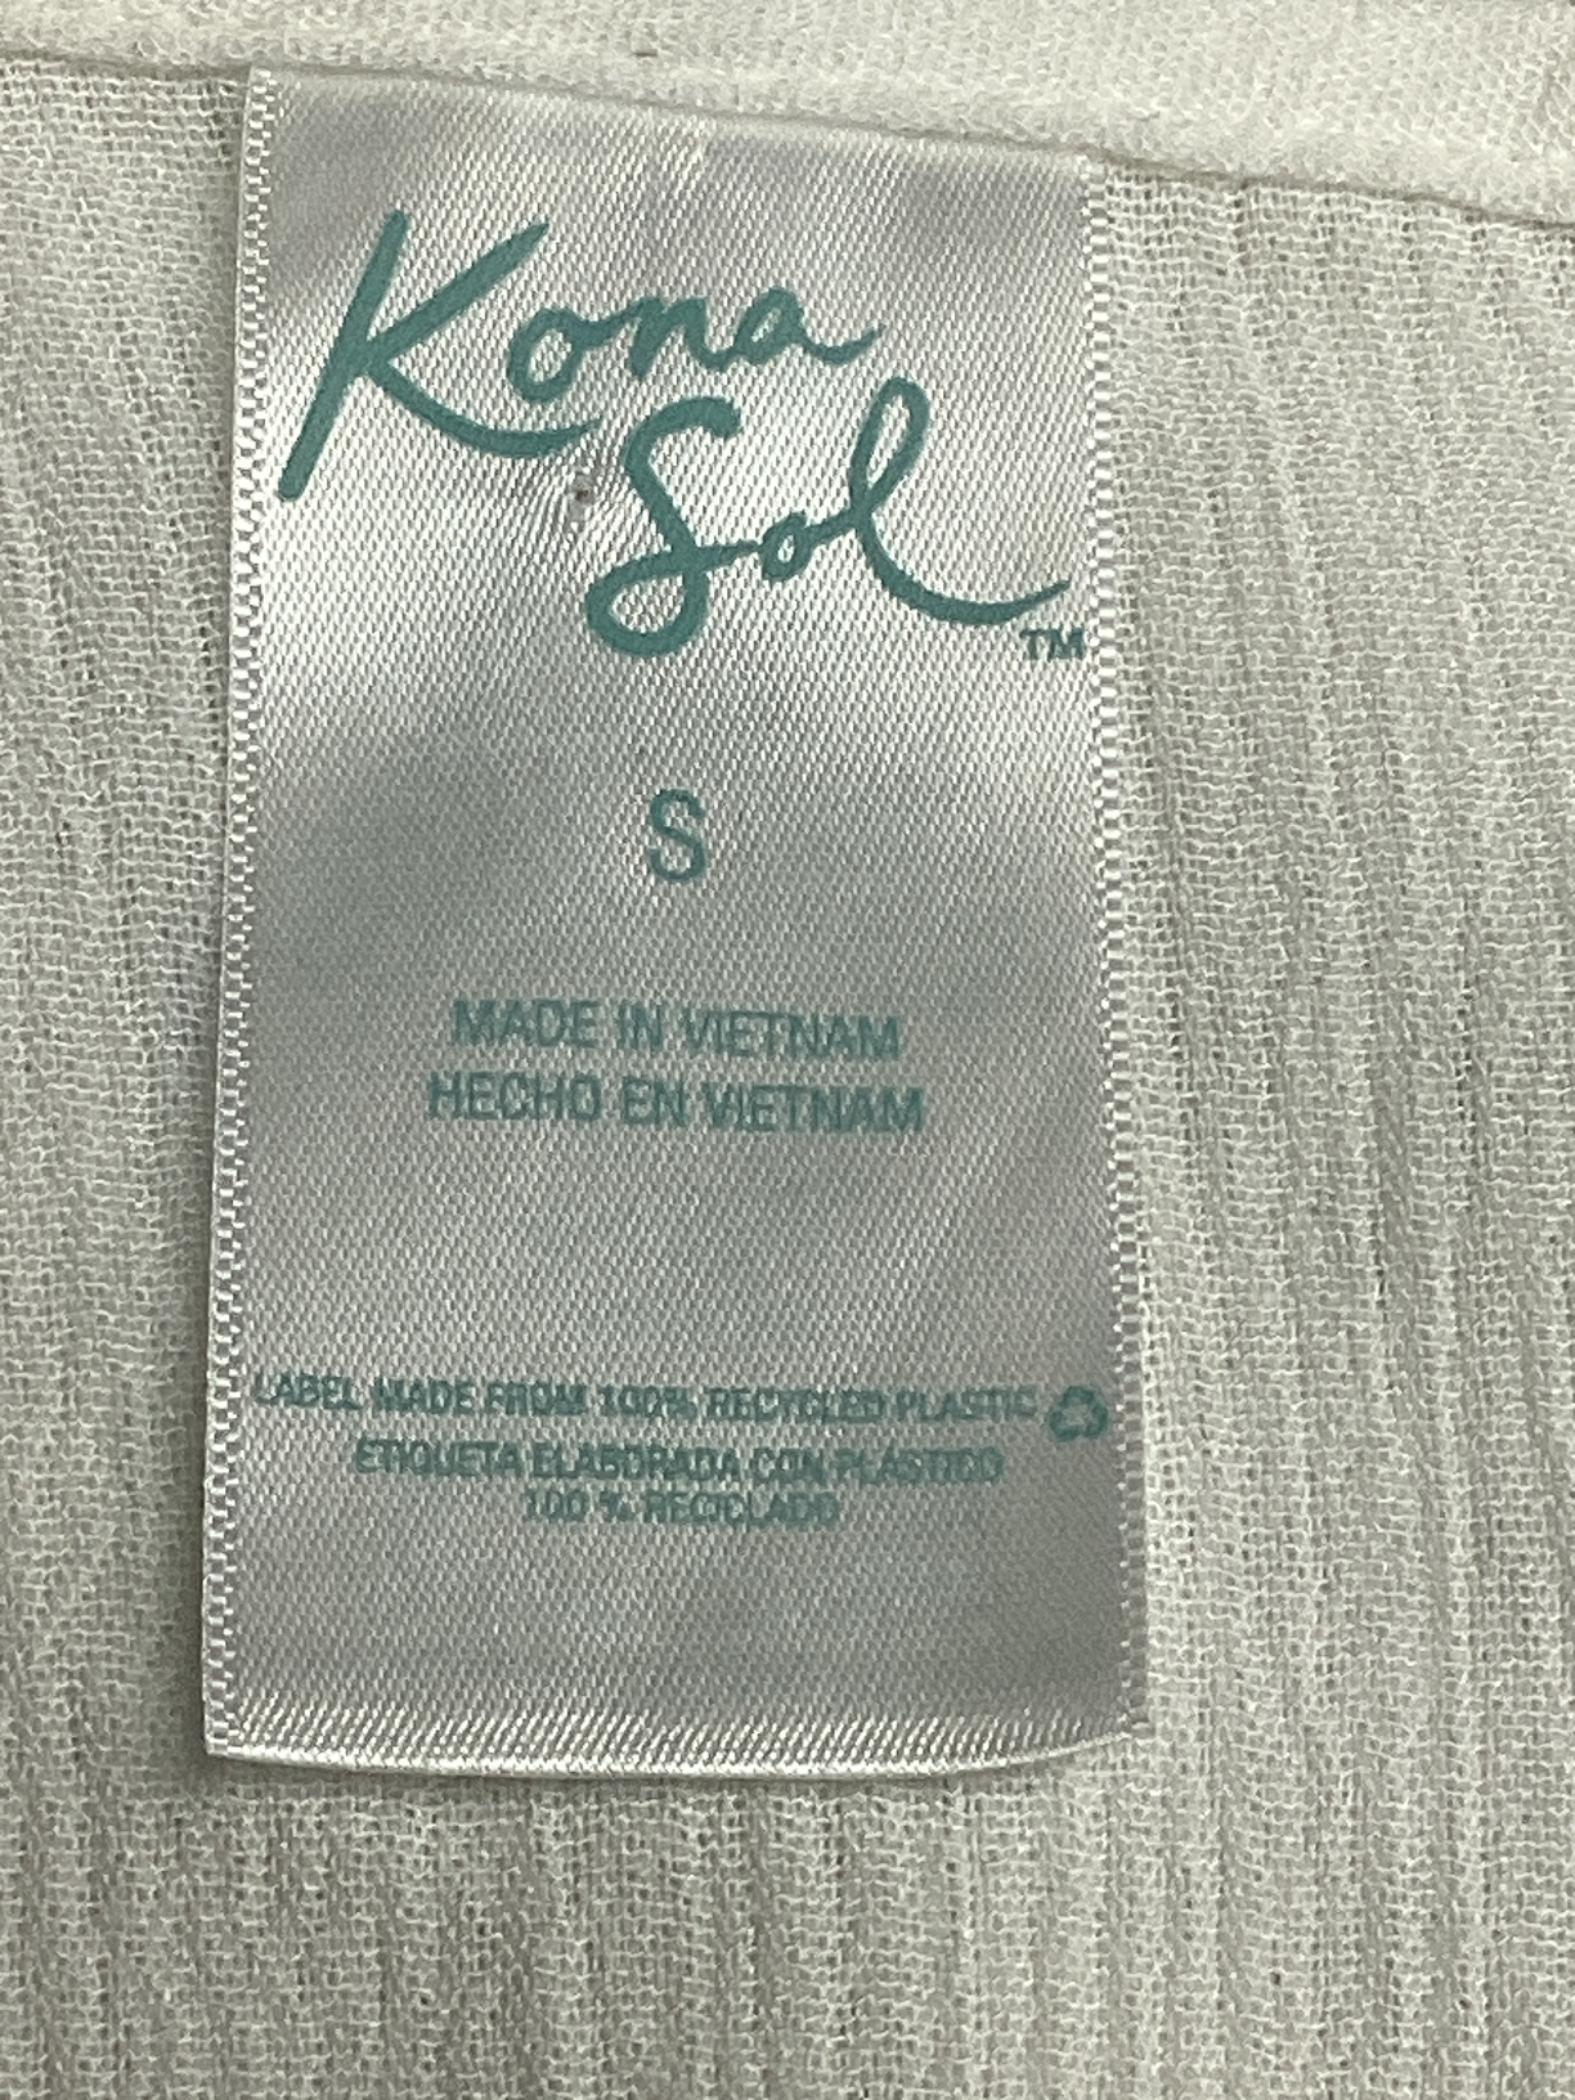 Kona
Sol
TM
S
MADE IN VIETNAM
HECHO EN VIETNAM
LABEL MADE FROM 100% RECYCLED PLASTIC
ETIQUETA ELABORADA CON PLÁSTICO
100 % RECICLADO